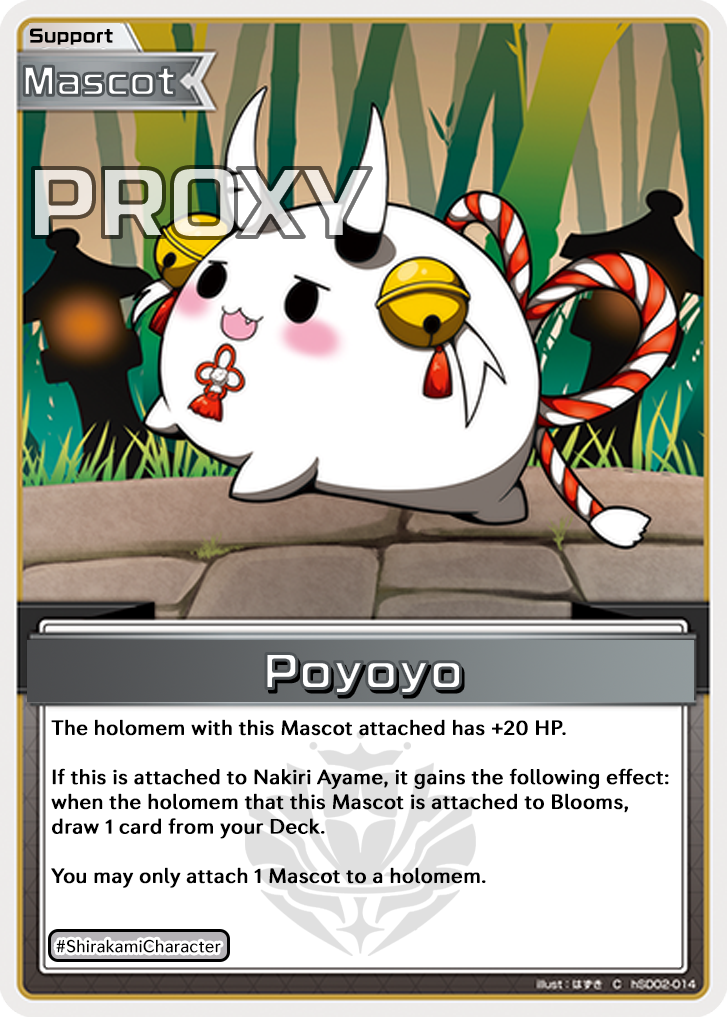 Support
Mascot
PROXY
Poyoyo
The holomem with this Mascot attached has +20 HP.
If this is attached to Nakiri Ayame, it gains the following effect:
when the holomem that this Mascot is attached to Blooms,
draw 1 card from your Deck.
You may only attach 1 Mascot to a holomem.
#ShirakamiCharacter
illust：はずき C hSD02-014